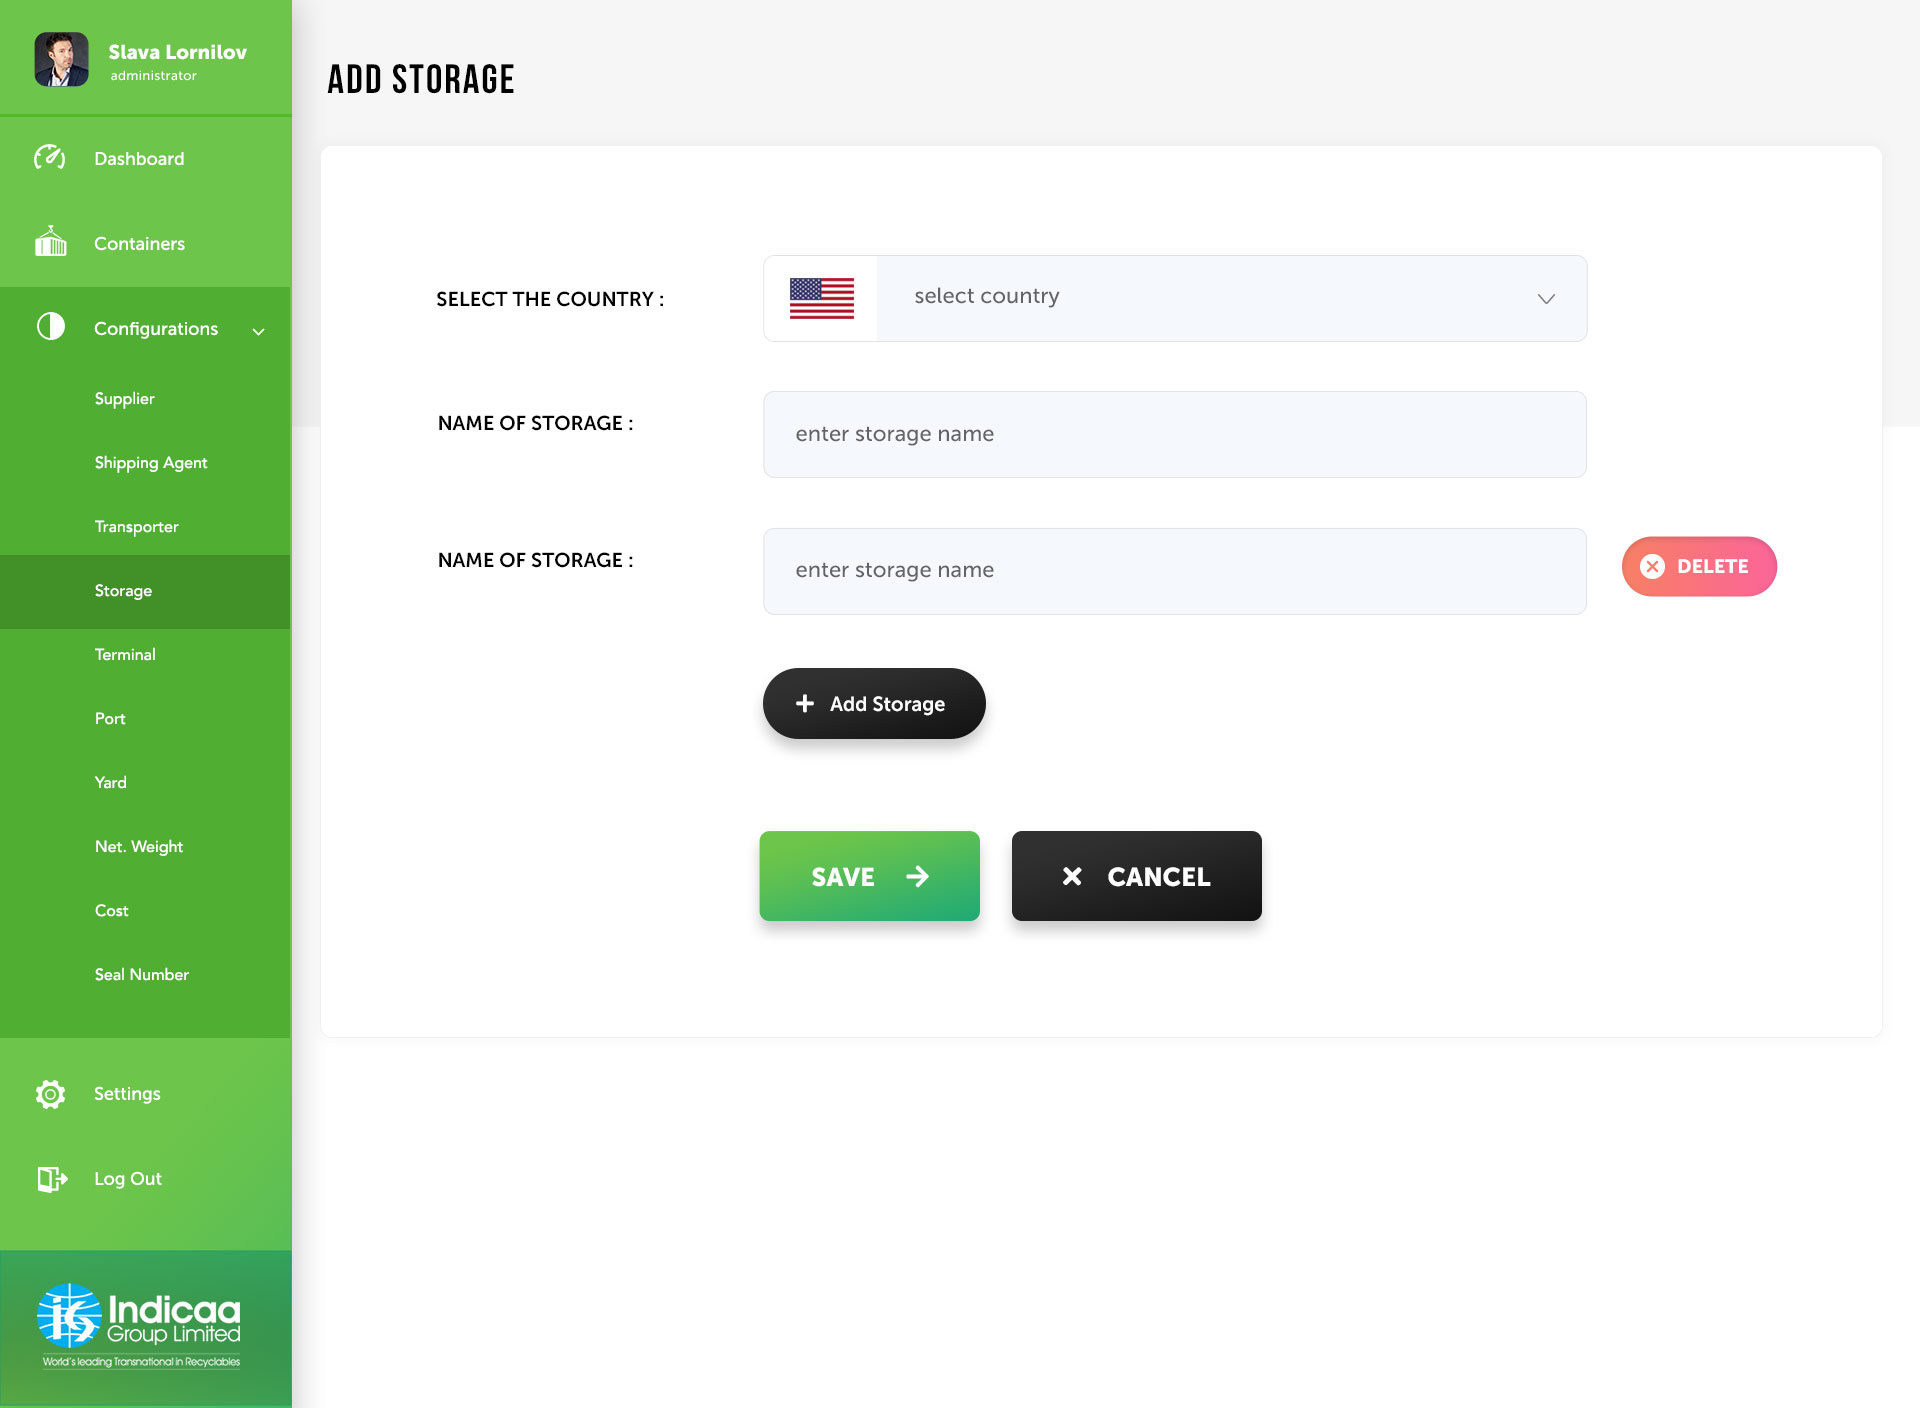 Slava Lornilov
administrator
Dashboard
Containers
Configurations
Supplier
Shipping Agent
Transporter
Storage
Terminal
Port
Yard
Net. Weight
Cost
Seal Number
Settings
Log Out
iKS
Indicaa
Group Limited
World's leading Transnational in Recyclables
ADD STORAGE
SELECT THE COUNTRY :
select country
NAME OF STORAGE :
enter storage name
NAME OF STORAGE :
enter storage name
DELETE
Add Storage
SAVE
CANCEL